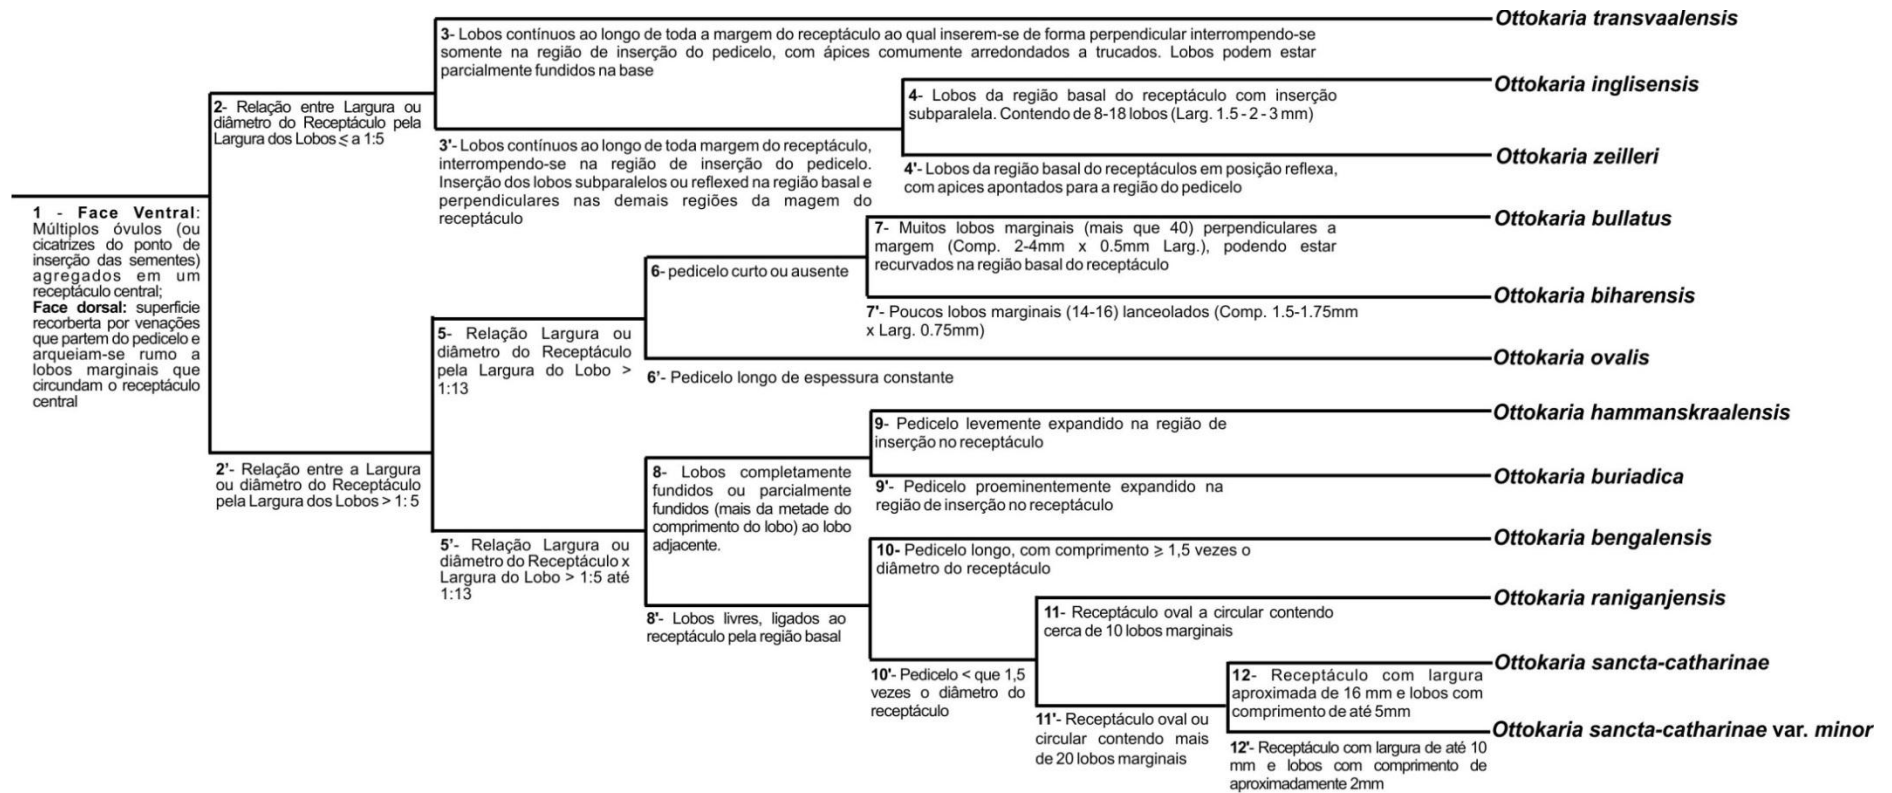 Ottokaria transvaalensis
3- Lobos contínuos ao longo de toda a margem do receptáculo ao qual inserem-se de forma perpendicular interrompendo-se
somente na região de inserção do pedicelo, com ápices comumente arredondados a trucados. Lobos podem estar
parcialmente fundidos na base
Ottokaria inglisensis
2- Relação entre Largura ou
diâmetro do Receptáculo pela
Largura dos Lobos ⩽ a 1:5
4- Lobos da região basal do receptáculo com inserção
subparalela. Contendo de 8-18 lobos (Larg. 1.5 - 2 - 3 mm)
3'- Lobos contínuos ao longo de toda margem do receptáculo,
interrompendo-se na região de inserção do pedicelo.
Inserção dos lobos subparalelos ou reflexed na região basal e
perpendiculares nas demais regiões da magem do
receptáculo
Ottokaria zeilleri
4'- Lobos da região basal do receptáculos em posição reflexa,
com apices apontados para a região do pedicelo
1 - Face Ventral:
Múltiplos óvulos (ou
cicatrizes do ponto de
inserção das sementes)
agregados em um
receptáculo central;
Face dorsal: superficie
recorberta por venações
que partem do pedicelo e
arqueiam-se rumo a
lobos marginais que
circundam o receptáculo
central
Ottokaria bullatus
7- Muitos lobos marginais (mais que 40) perpendiculares a
margem (Comp. 2-4mm x 0.5mm Larg.), podendo estar
recurvados na região basal do receptáculo
6- pedicelo curto ou ausente
Ottokaria biharensis
7'- Poucos lobos marginais (14-16) lanceolados (Comp. 1.5-1.75mm
x Larg. 0.75mm)
5- Relação Largura ou
diâmetro do Receptáculo
pela Largura do Lobo >
1:13
Ottokaria ovalis
6’- Pedicelo longo de espessura constante
Ottokaria hammanskraalensis
9- Pedicelo levemente expandido na região de
inserção no receptáculo
2’- Relação entre a Largura
ou diâmetro do Receptáculo
pela Largura dos Lobos > 1: 5
8- Lobos completamente
fundidos ou parcialmente
fundidos (mais da metade do
comprimento do lobo) ao lobo
adjacente.
Ottokaria buriadica
9'- Pedicelo proeminentemente expandido na
região de inserção no receptáculo
5’- Relação Largura ou
diâmetro do Receptáculo x
Largura do Lobo > 1:5 até
1:13
Ottokaria bengalensis
10- Pedicelo longo, com comprimento ⩾ 1,5 vezes o
diâmetro do receptáculo
8'- Lobos livres, ligados ao
receptáculo pela região basal
Ottokaria raniganjensis
11- Receptáculo oval a circular contendo
cerca de 10 lobos marginais
10'- Pedicelo < que 1,5
vezes o diâmetro do
receptáculo
Ottokaria sancta-catharinae
12- Receptáculo com largura
aproximada de 16 mm e lobos com
comprimento de até 5mm
11'- Receptáculo oval ou
circular contendo mais
de 20 lobos marginais
Ottokaria sancta-catharinae var. minor
12'- Receptáculo com largura de até 10
mm e lobos com comprimento de
aproximadamente 2mm